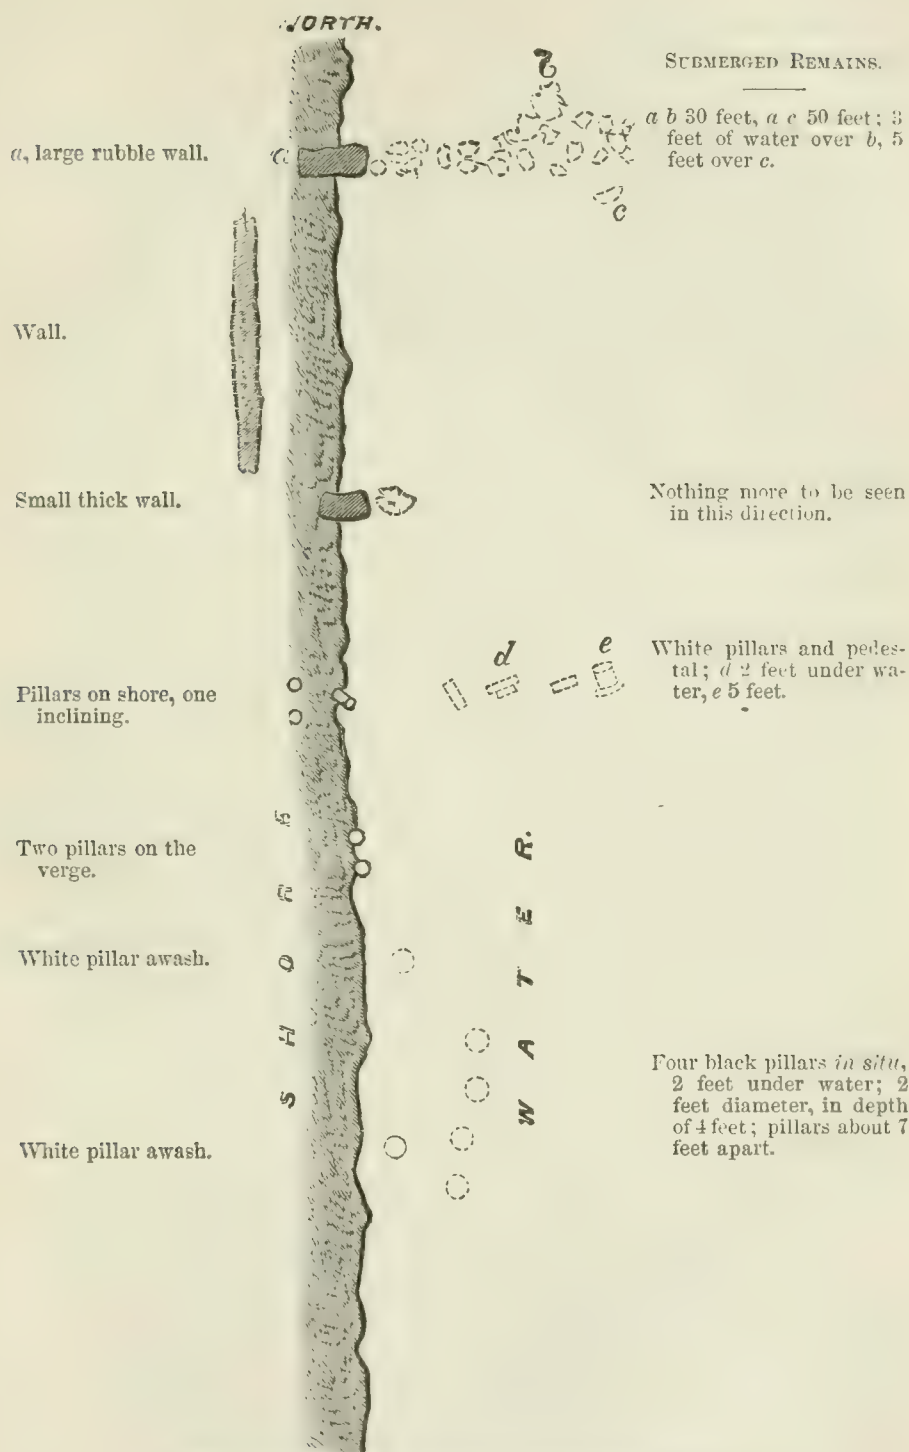 NORTH.
SUBMERGED REMAINS.
a b 30 feet, a c 50 feet; 3
feet of water over b, 5
feet over c.
a, large rubble wall.
a
b
c
Wall.
Small thick wall.
Nothing more to be seen
in this direction.
d
e
White pillars and pedes-
tal; d 2 feet under wa-
ter, e 5 feet.
Pillars on shore, one
inclining.
Two pillars on the
verge.
White pillar awash.
SHORE
WATER.
Four black pillars in situ,
2 feet under water; 2
feet diameter, in depth
of 4 feet; pillars about 7
feet apart.
White pillar awash.